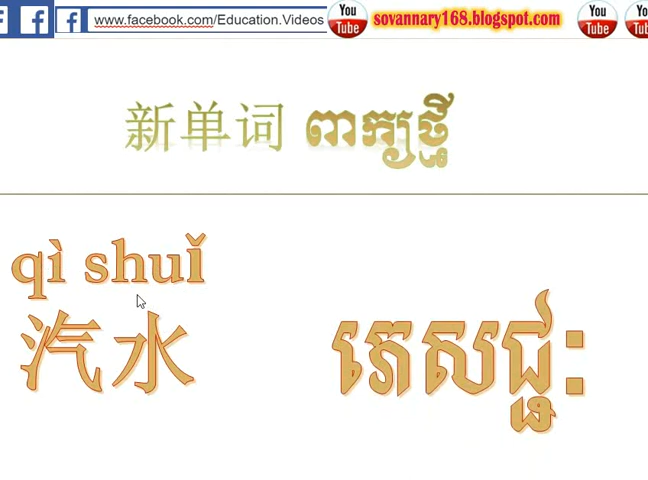 www.facebook.com/Education.Videos
You Tube sovannary168.blogspot.com You Tube
新单词 ពាក្យថ្មី
qì shuǐ
汽水 ភេសជ្ជៈ